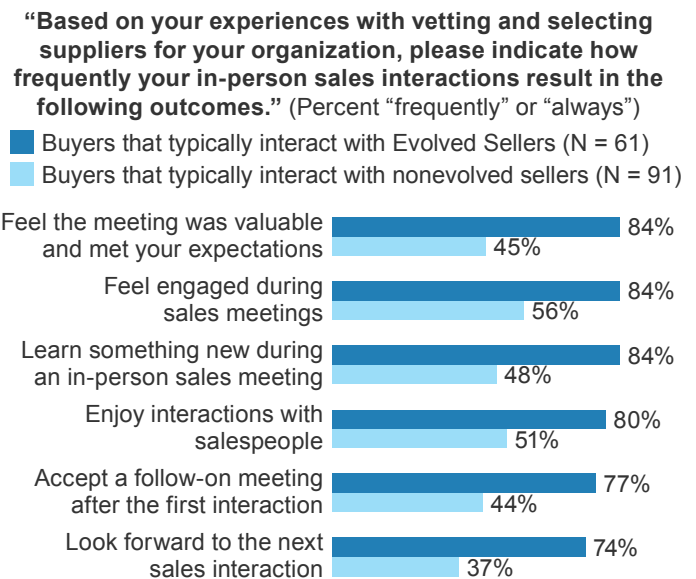 “Based on your experiences with vetting and selecting
suppliers for your organization, please indicate how
frequently your in-person sales interactions result in the
following outcomes.” (Percent “frequently” or “always”)
Buyers that typically interact with Evolved Sellers (N = 61)
Buyers that typically interact with nonevolved sellers (N = 91)
Feel the meeting was valuable
and met your expectations
84%
45%
Feel engaged during
sales meetings
84%
56%
Learn something new during
an in-person sales meeting
84%
48%
Enjoy interactions with
salespeople
80%
51%
Accept a follow-on meeting
after the first interaction
77%
44%
Look forward to the next
sales interaction
74%
37%